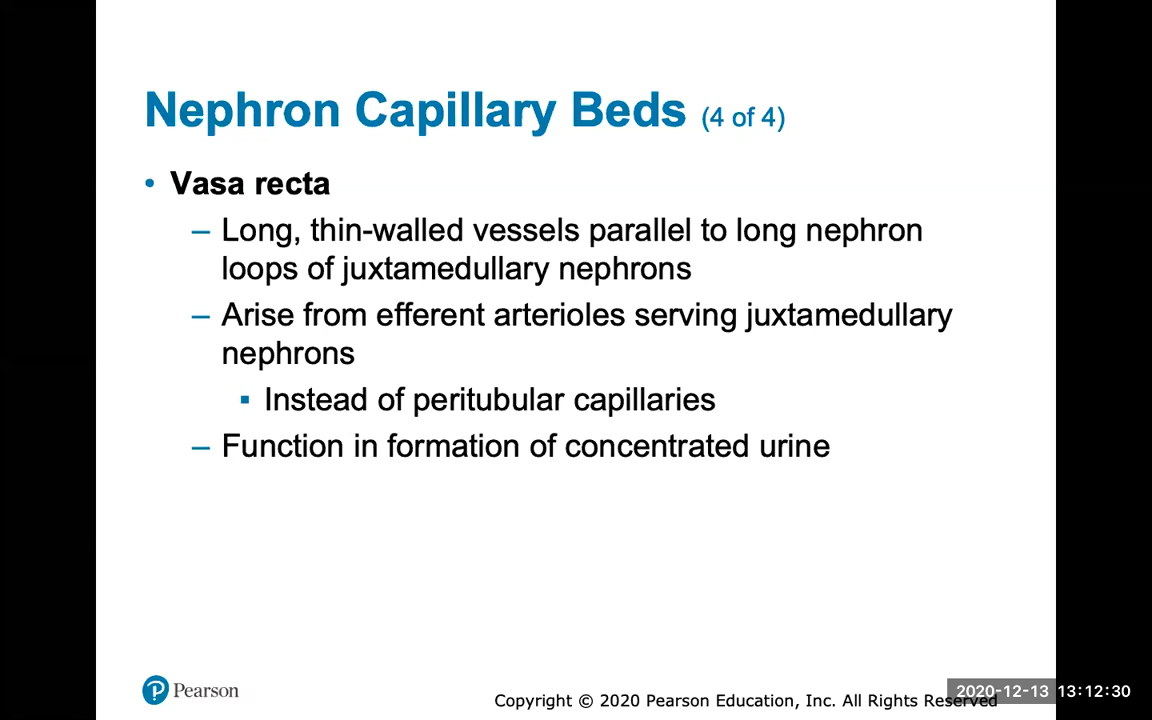 Nephron Capillary Beds (4 of 4)
• Vasa recta
– Long, thin-walled vessels parallel to long nephron
loops of juxtamedullary nephrons
– Arise from efferent arterioles serving juxtamedullary
nephrons
▪ Instead of peritubular capillaries
– Function in formation of concentrated urine
Pearson
Copyright © 2020 Pearson Education, Inc. All Rights Reserved
2020-12-13 13:12:30